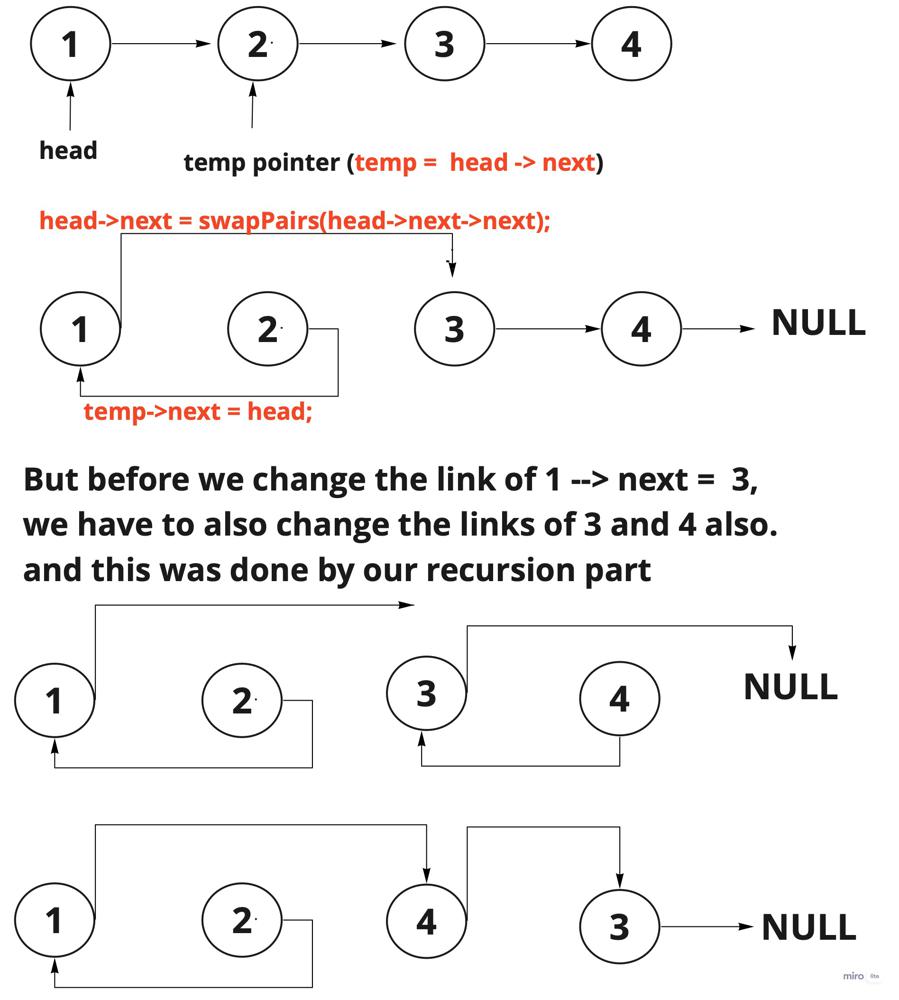 1 2 3 4
head
temp pointer (temp = head -> next)
head->next = swapPairs(head->next->next);
1 2 3 4 NULL
temp->next = head;
But before we change the link of 1 --> next = 3,
we have to also change the links of 3 and 4 also.
and this was done by our recursion part
1 2 3 4 NULL
1 2 4 3 NULL
miro lite